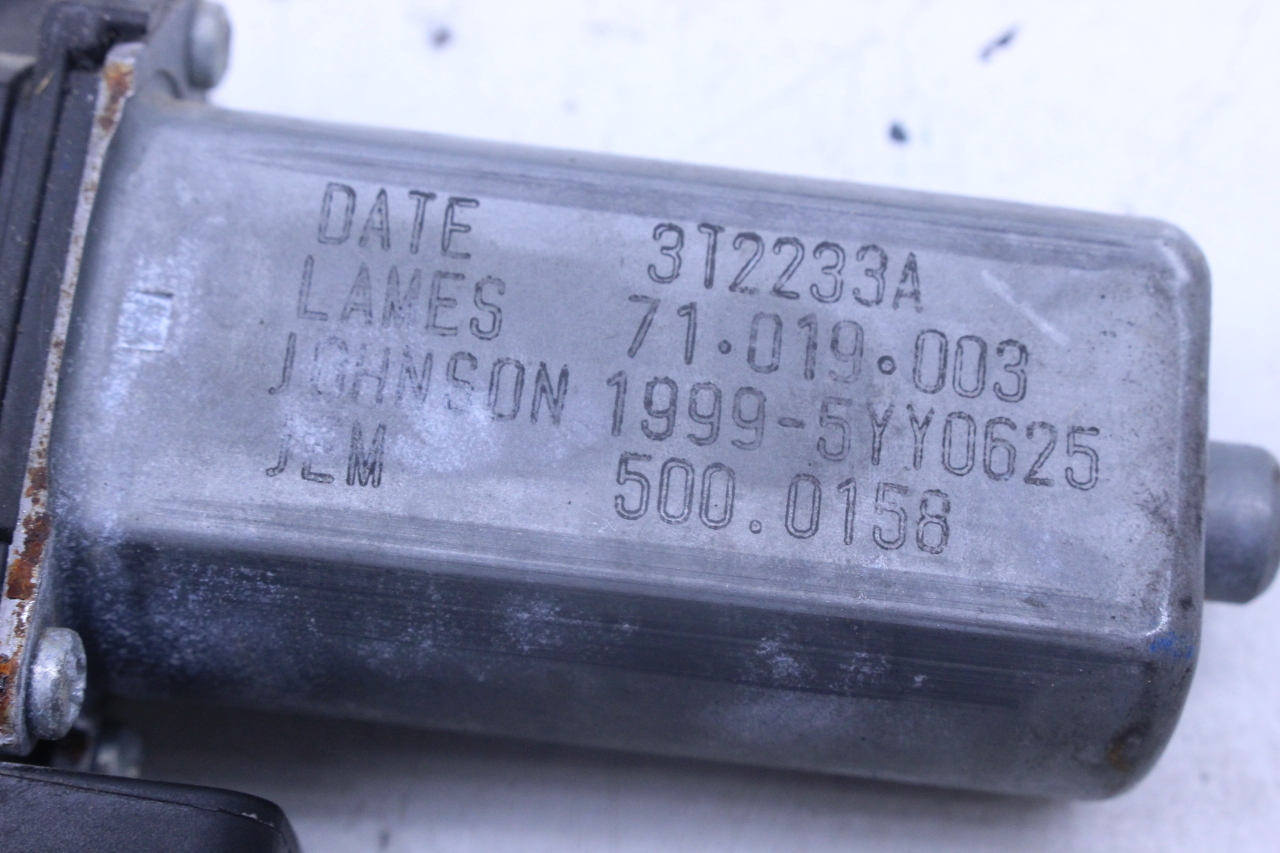 DATE 3T2233A
LAMES 71.019.003
JOHNSON 1999-5YY0625
JEM 500.0158